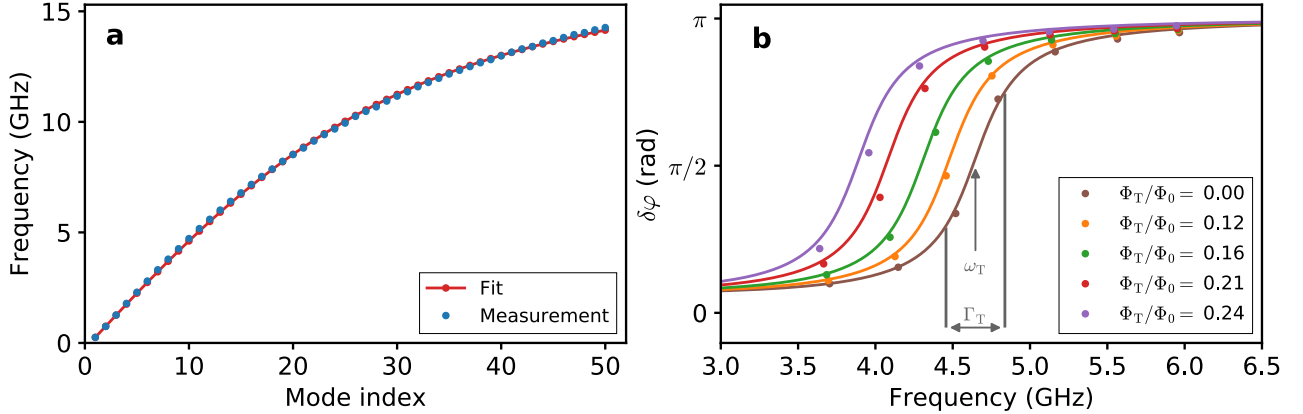 a
15
10
5
0
Frequency (GHz)
Fit
Measurement
0 10 20 30 40 50
Mode index
b
π
π/2
0
δφ (rad)
ω_T
Γ_T
Φ_T/Φ_0 = 0.00
Φ_T/Φ_0 = 0.12
Φ_T/Φ_0 = 0.16
Φ_T/Φ_0 = 0.21
Φ_T/Φ_0 = 0.24
3.0 3.5 4.0 4.5 5.0 5.5 6.0 6.5
Frequency (GHz)